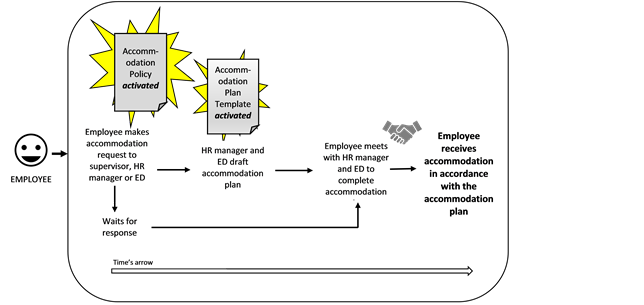 Accomm-
odation
Policy
activated
Accomm-
odation
Plan
Template
activated
EMPLOYEE
Employee makes
accommodation
request to
supervisor, HR
manager or ED
HR manager and
ED draft
accommodation
plan
Employee meets
with HR manager
and ED to
complete
accommodation
Employee
receives
accommodation
in accordance
with the
accommodation
plan
Waits for
response
Time's arrow